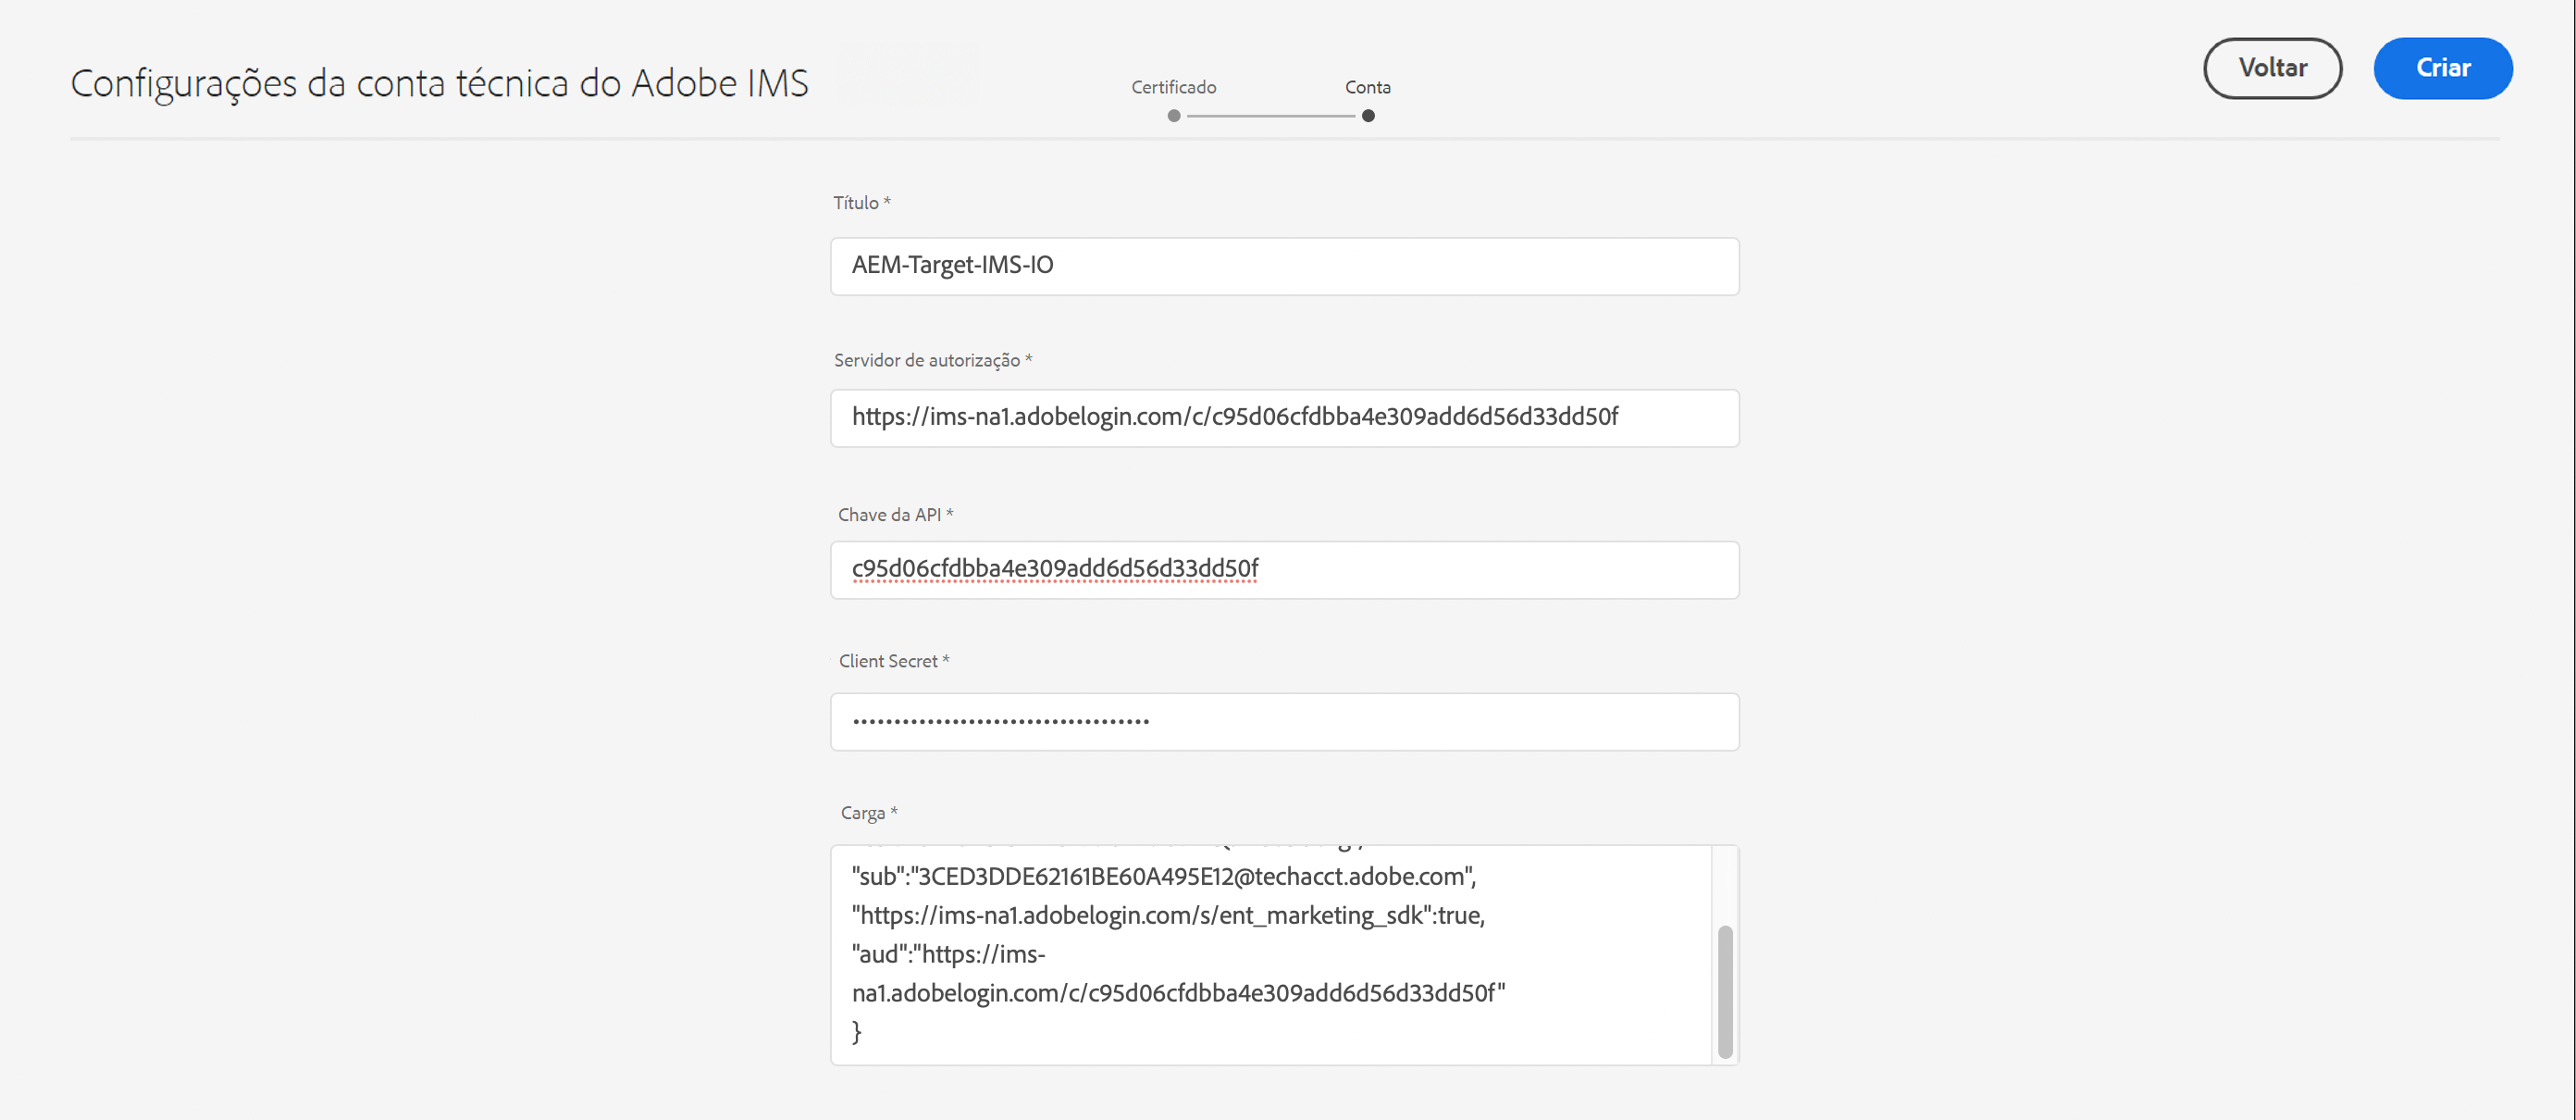 Configurações da conta técnica do Adobe IMS
Certificado
Conta
Voltar
Criar
Título *
AEM-Target-IMS-IO
Servidor de autorização *
https://ims-na1.adobelogin.com/c/c95d06cfdbba4e309add6d56d33dd50f
Chave da API *
c95d06cfdbba4e309add6d56d33dd50f
Client Secret *
Carga *
"sub":"3CED3DDE62161BE60A495E12@techacct.adobe.com",
"https://ims-na1.adobelogin.com/s/ent_marketing_sdk":true,
"aud":"https://ims-
na1.adobelogin.com/c/c95d06cfdbba4e309add6d56d33dd50f"
}